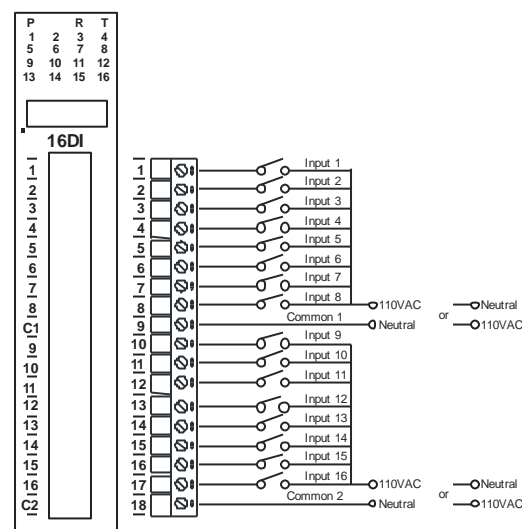 P R T
1 2 3 4
5 6 7 8
9 10 11 12
13 14 15 16
16DI
1
2
3
4
5
6
7
8
C1
9
10
11
12
13
14
15
16
C2
1 Input 1
2 Input 2
3 Input 3
4 Input 4
5 Input 5
6 Input 6
7 Input 7
8 Input 8 110VAC or Neutral
9 Common 1 Neutral 110VAC
10 Input 9
11 Input 10
12 Input 11
13 Input 12
14 Input 13
15 Input 14
16 Input 15
17 Input 16 110VAC or Neutral
18 Common 2 Neutral 110VAC